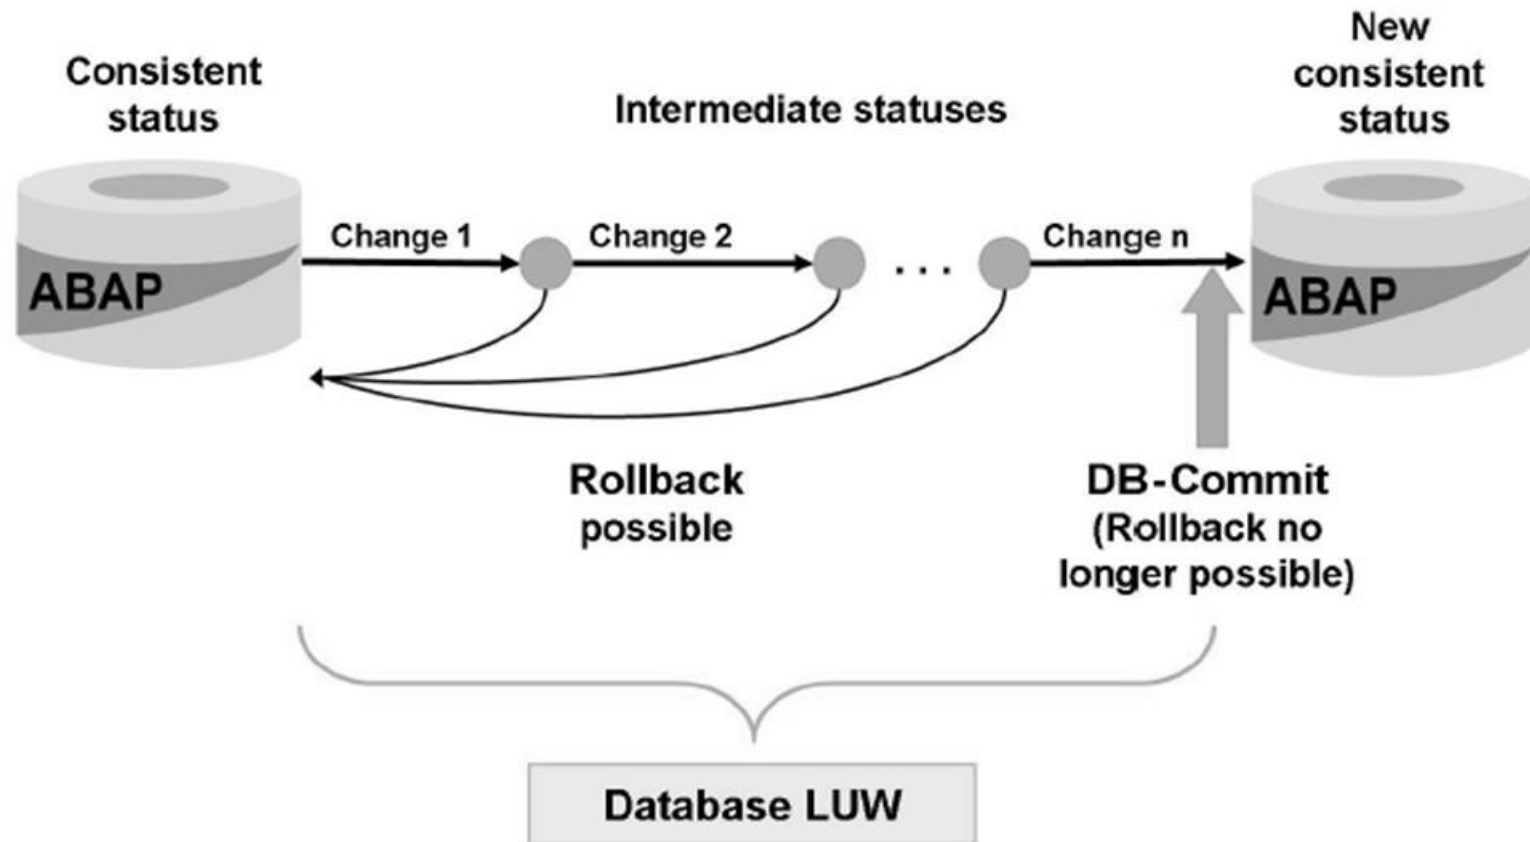 Consistent
status
Intermediate statuses
New
consistent
status
ABAP
Change 1
Change 2
...
Change n
ABAP
Rollback
possible
DB-Commit
(Rollback no
longer possible)
Database LUW